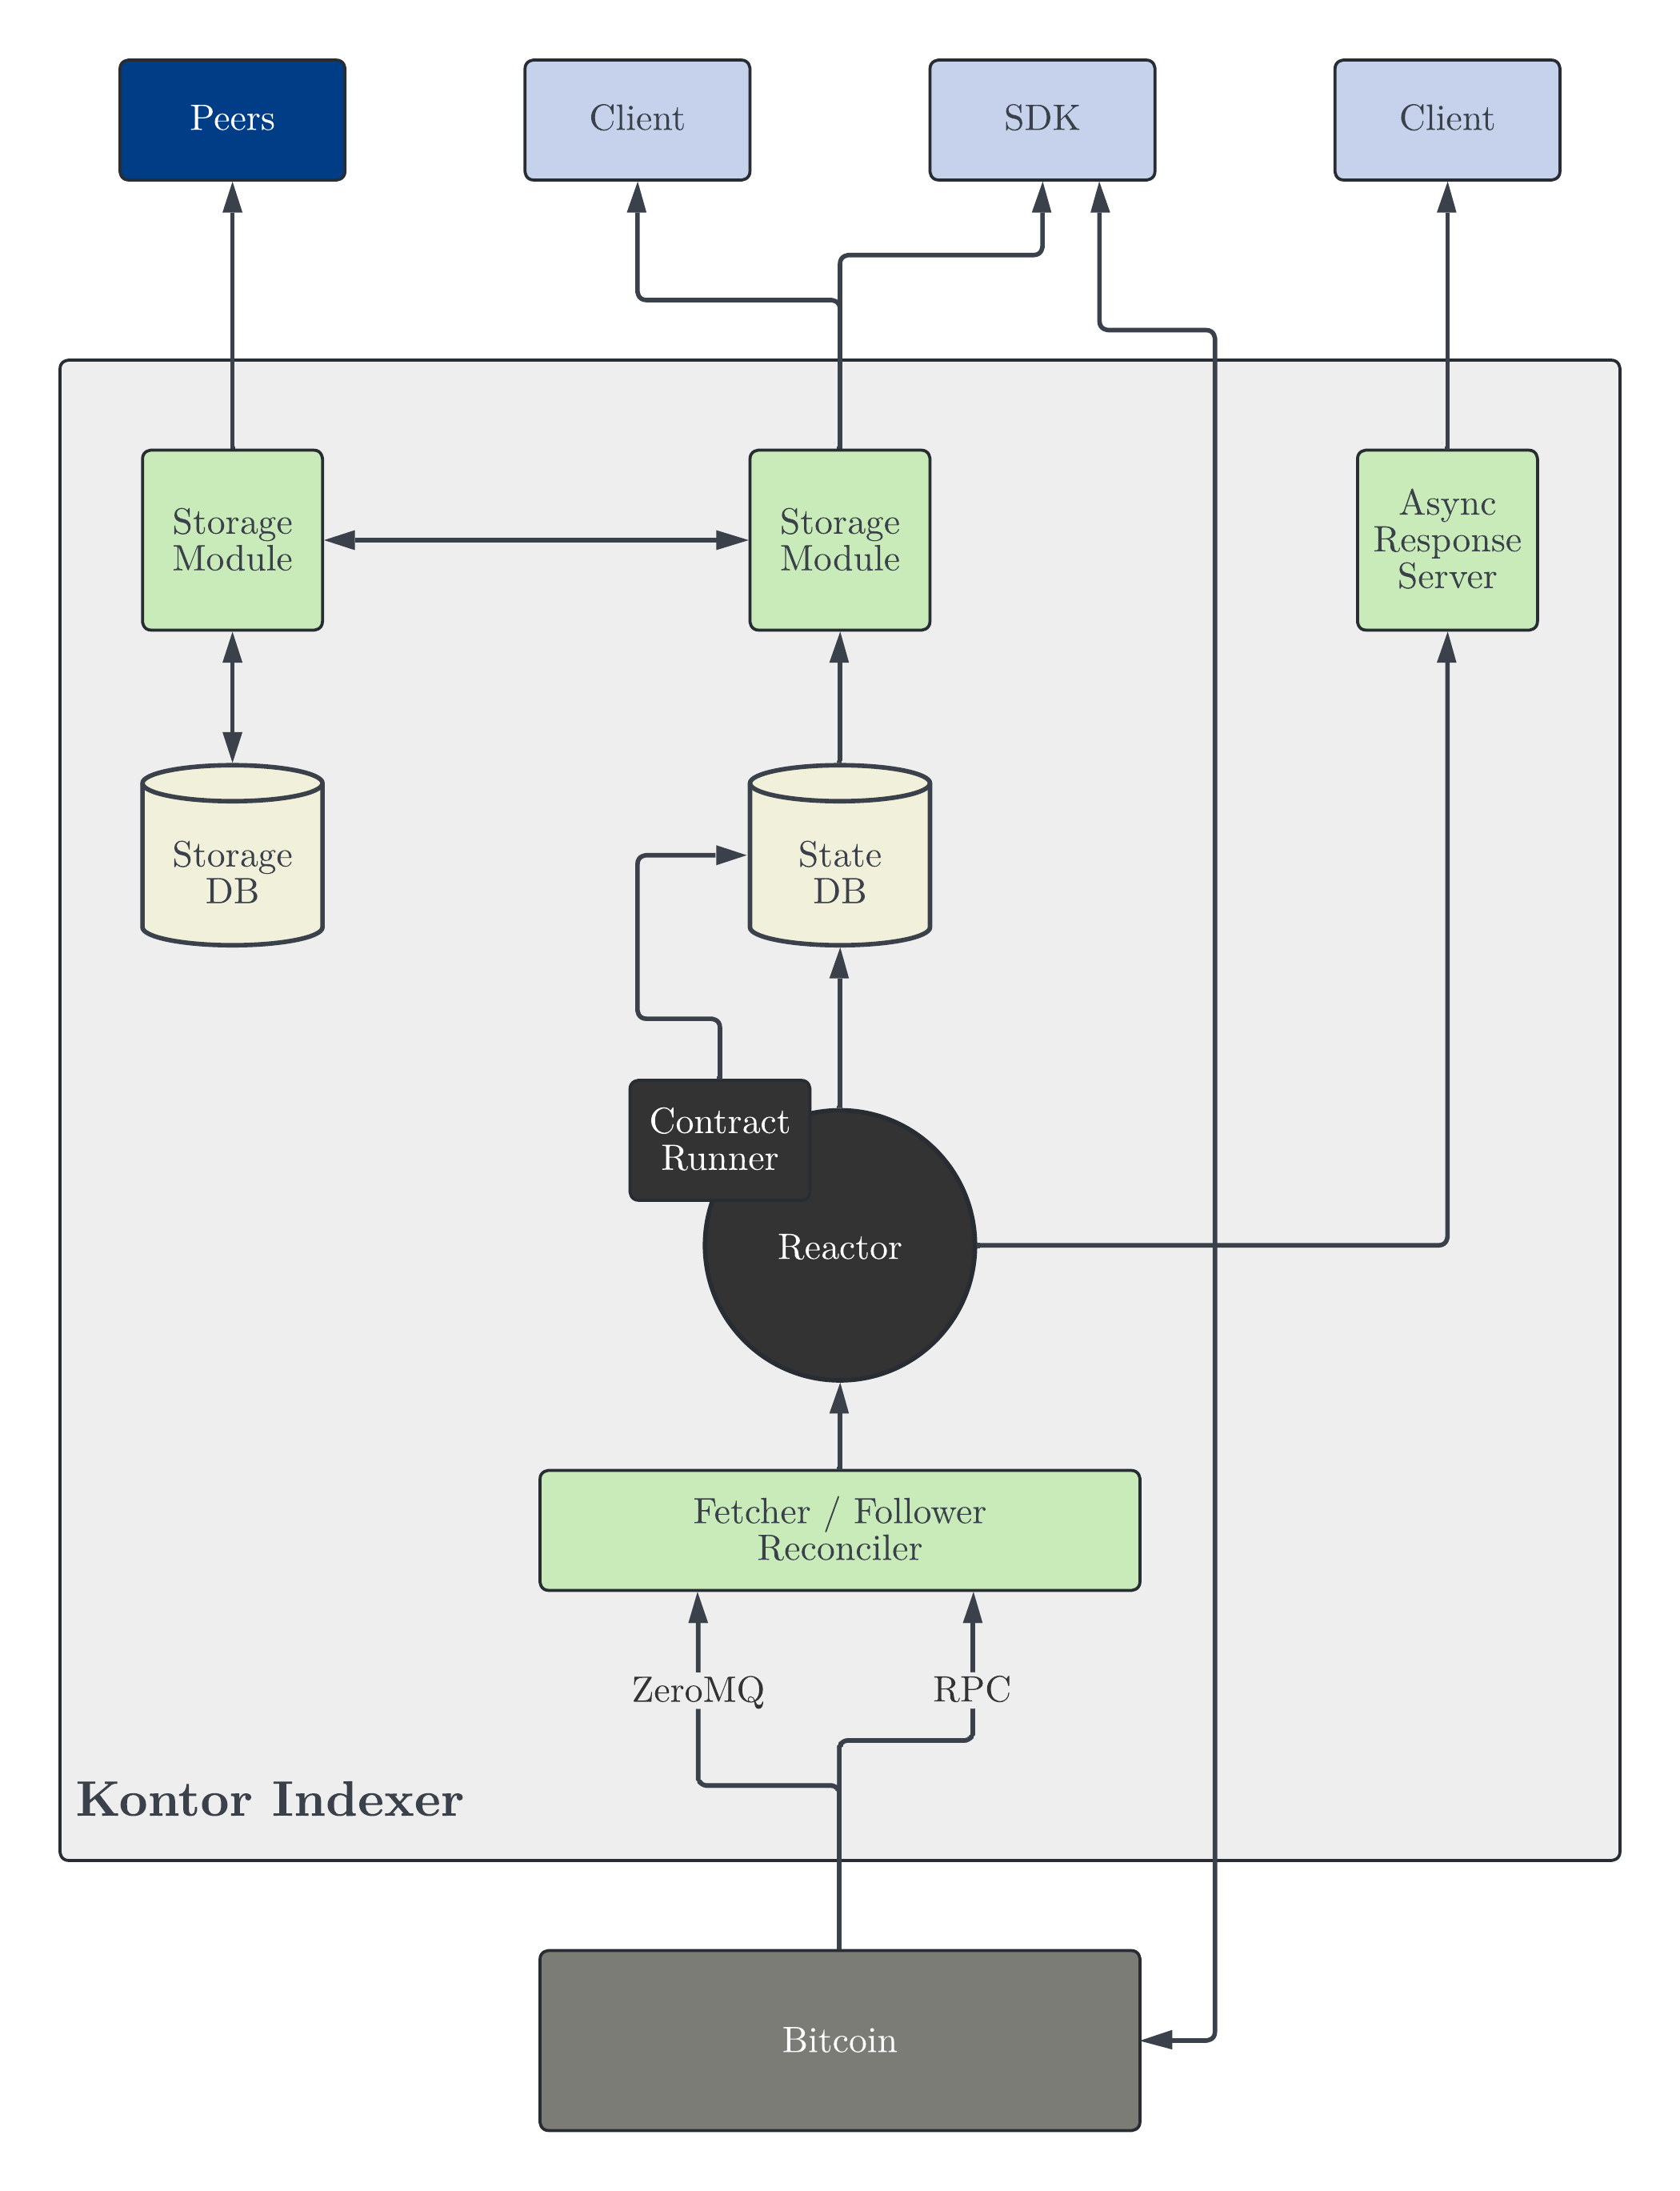 Peers
Client
SDK
Client
Storage
Module
Storage
Module
Async
Response
Server
Storage
DB
State
DB
Contract
Runner
Reactor
Fetcher / Follower
Reconciler
ZeroMQ
RPC
Kontor Indexer
Bitcoin